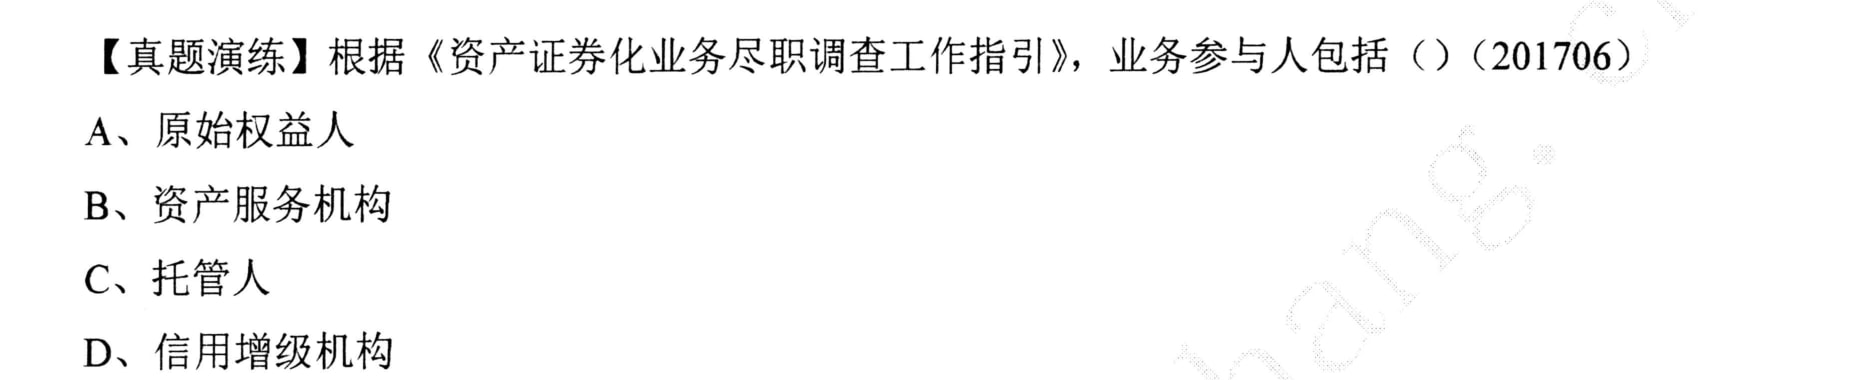 【真题演练】根据《资产证券化业务尽职调查工作指引》，业务参与人包括（）（201706）
A、原始权益人
B、资产服务机构
C、托管人
D、信用增级机构
hang.c